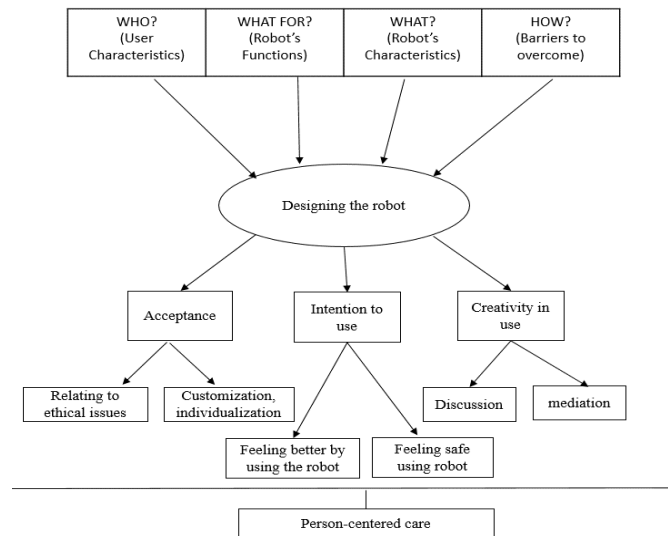 WHO?
(User
Characteristics)
WHAT FOR?
(Robot's
Functions)
WHAT?
(Robot's
Characteristics)
HOW?
(Barriers to
overcome)
Designing the robot
Acceptance
Intention to
use
Creativity in
use
Relating to
ethical issues
Customization,
individualization
Discussion
mediation
Feeling better by
using the robot
Feeling safe
using robot
Person-centered care